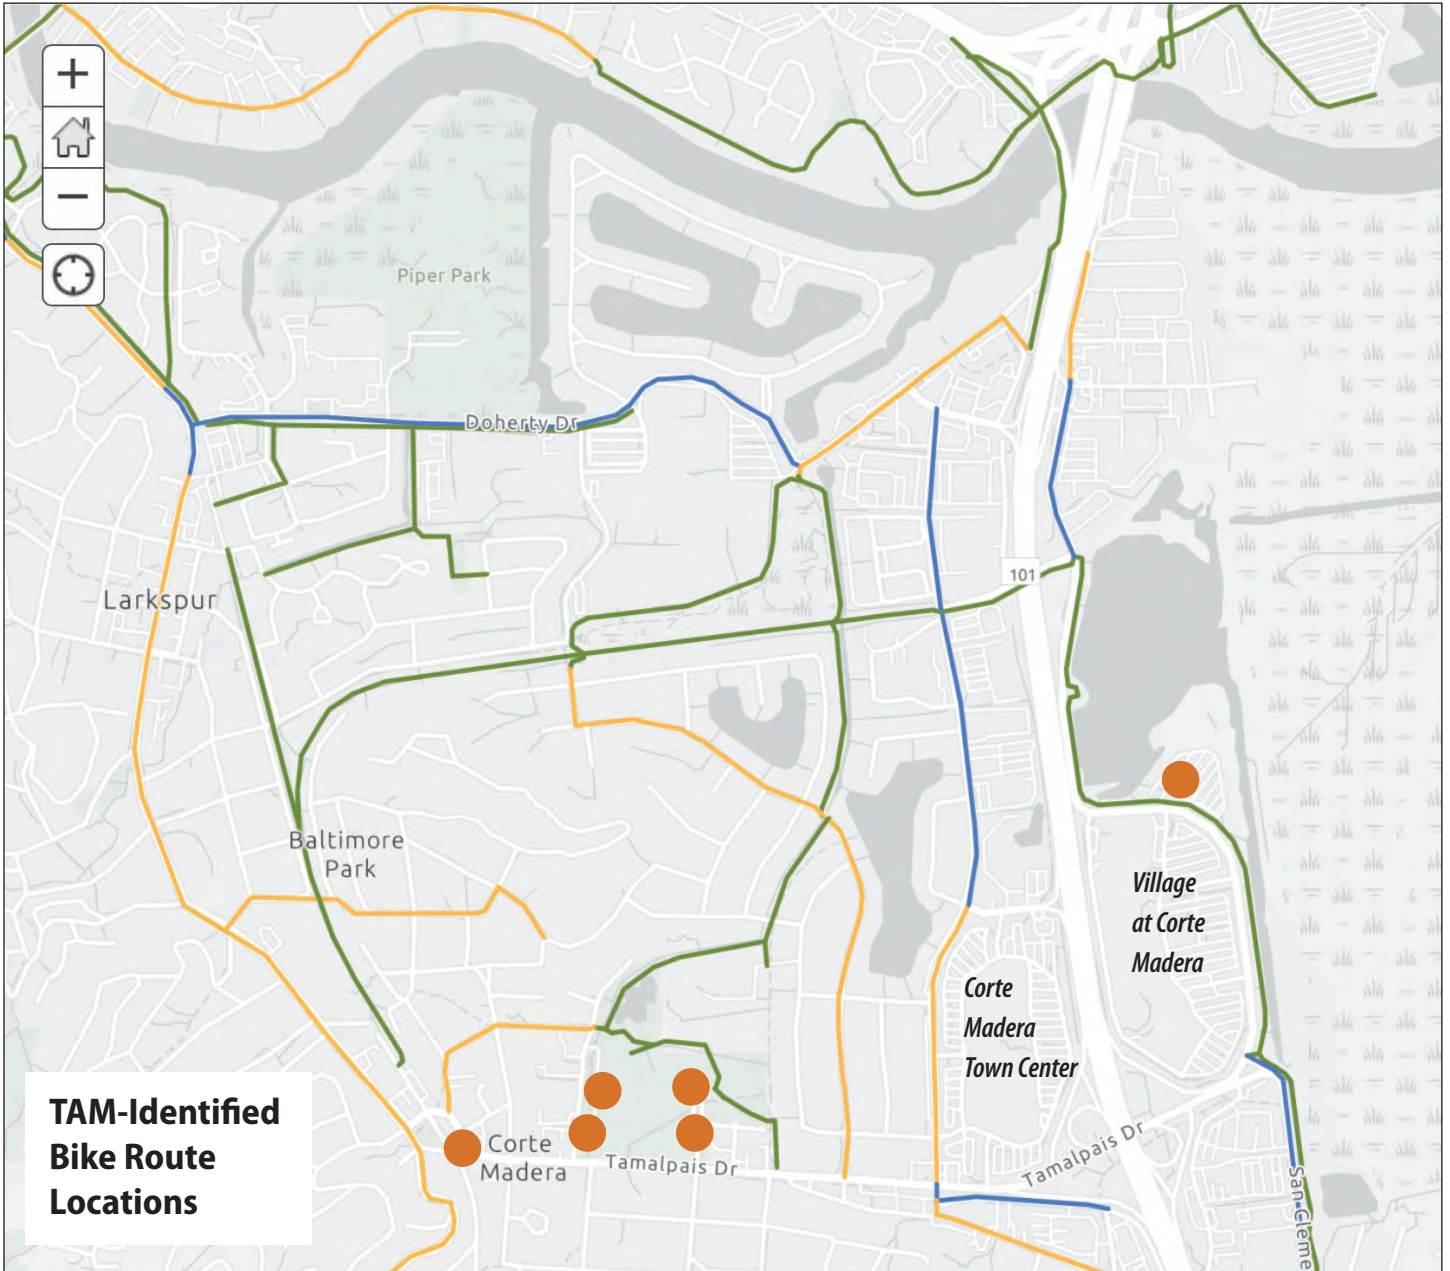 +
−
Piper Park
Doherty Dr
101
Larkspur
Baltimore
Park
Village
at Corte
Madera
Corte
Madera
Town Center
TAM-Identified
Bike Route
Locations
Corte
Madera
Tamalpais Dr
Tamalpais Dr
San Cleme